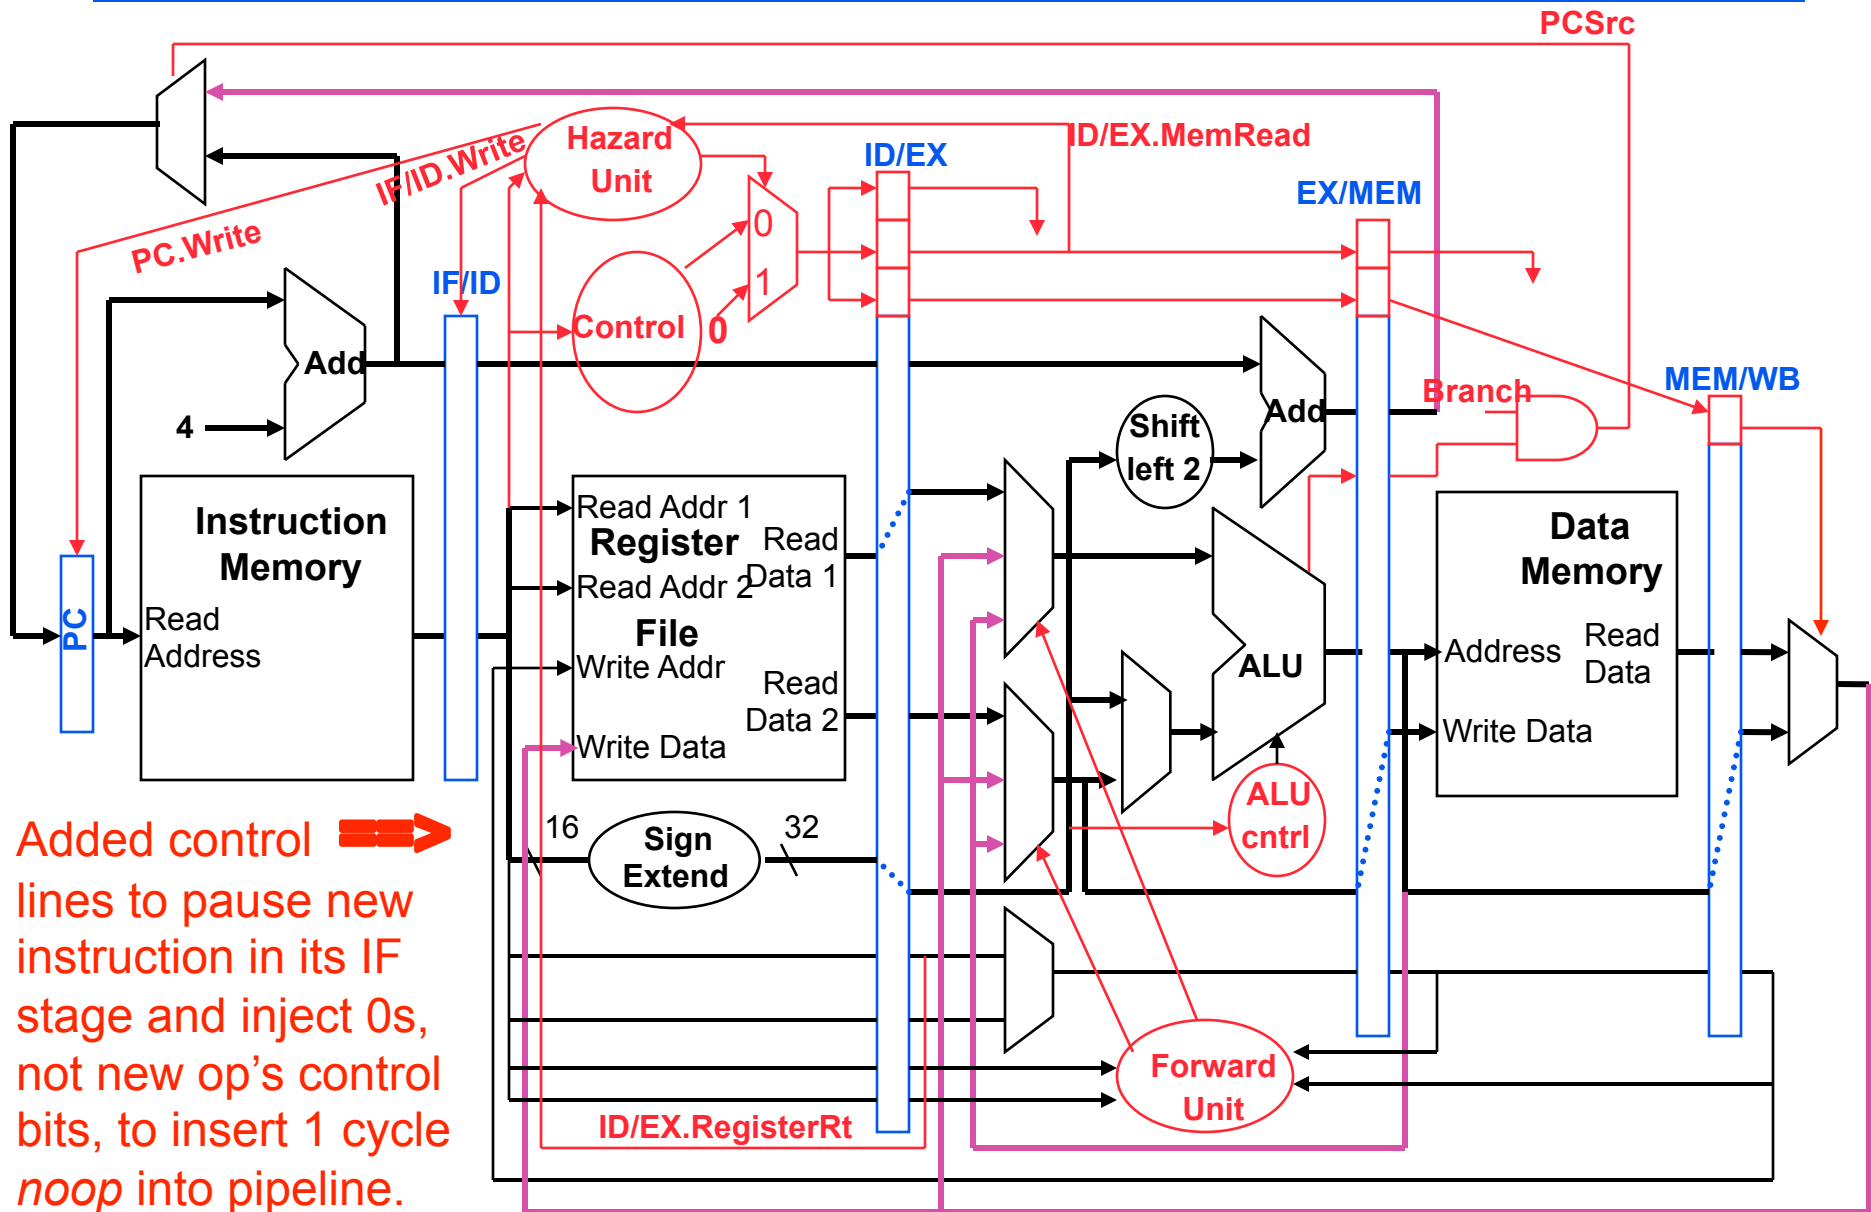 PCSrc
Hazard
Unit
ID/EX.MemRead
IF/ID.Write
ID/EX
EX/MEM
PC.Write
0
1
IF/ID
Control
0
Add
4
Branch
MEM/WB
Shift
left 2
Add
Instruction
Memory
Read
Address
PC
Read Addr 1
Register
Read Addr 2
File
Write Addr
Write Data
Read
Data 1
Read
Data 2
ALU
ALU
cntrl
Data
Memory
Address
Write Data
Read
Data
16
Sign
Extend
32
Forward
Unit
ID/EX.RegisterRt
Added control ==>
lines to pause new
instruction in its IF
stage and inject 0s,
not new op’s control
bits, to insert 1 cycle
noop into pipeline.